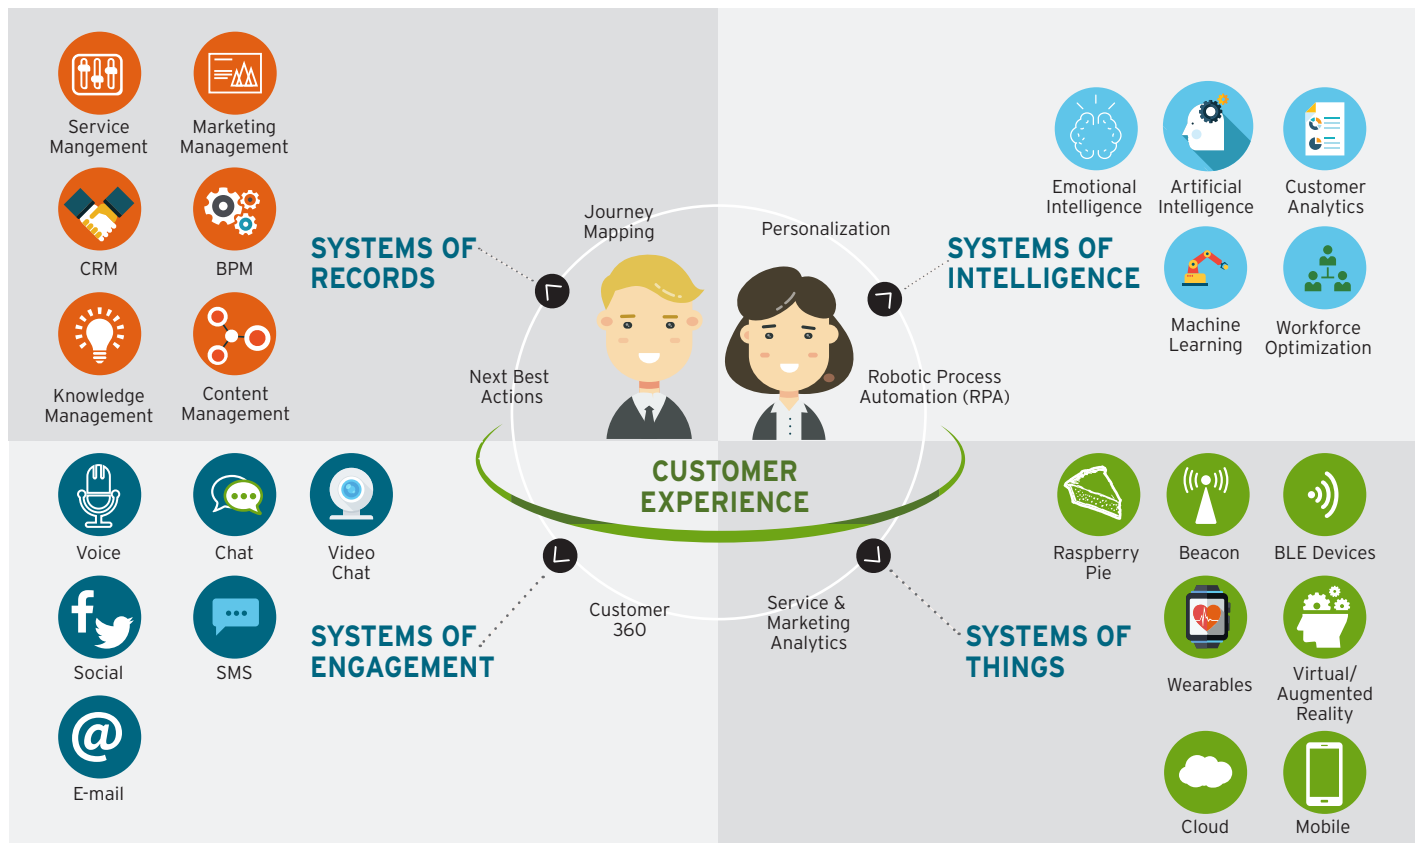 Service
Mangement
Marketing
Management
CRM
BPM
Knowledge
Management
Content
Management
SYSTEMS OF
RECORDS
Journey
Mapping
Next Best
Actions
Personalization
Robotic Process
Automation (RPA)
SYSTEMS OF
INTELLIGENCE
Emotional
Intelligence
Artificial
Intelligence
Customer
Analytics
Machine
Learning
Workforce
Optimization
CUSTOMER
EXPERIENCE
Voice
Chat
Video
Chat
f
Social
SMS
@
E-mail
SYSTEMS OF
ENGAGEMENT
Customer
360
Service &
Marketing
Analytics
SYSTEMS OF
THINGS
Raspberry
Pie
Beacon
BLE Devices
Wearables
Virtual/
Augmented
Reality
Cloud
Mobile